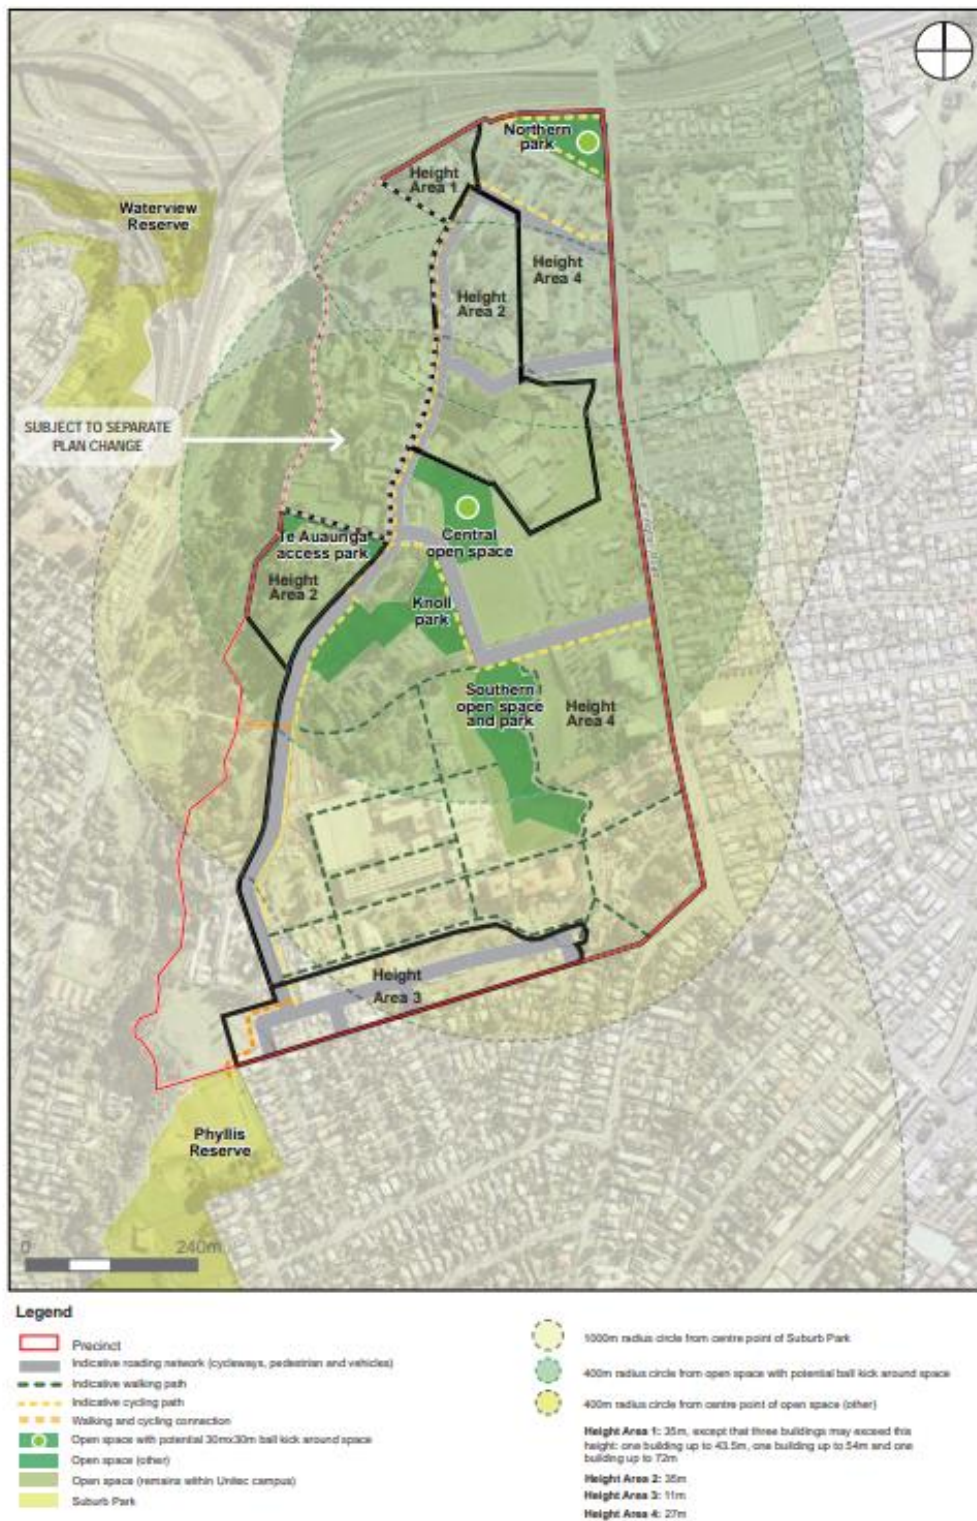 Northern
park
Height
Area 1
Waterview
Reserve
Height
Area 4
Height
Area 2
SUBJECT TO SEPARATE
PLAN CHANGE
Central
open space
Te Auaunga
access park
Height
Area 2
Knoll
park
Southern
open space
and park
Height
Area 4
Height
Area 3
Phyllis
Reserve
0 240m
Legend
Precinct
Indicative roading network (cycleways, pedestrian and vehicles)
Indicative walking path
Indicative cycling path
Walking and cycling connection
Open space with potential 30mx30m ball kick around space
Open space (other)
Open space (remains within Unitec campus)
Suburb Park
1000m radius circle from centre point of Suburb Park
400m radius circle from open space with potential ball kick around space
400m radius circle from centre point of open space (other)
Height Area 1: 35m, except that three buildings may exceed this
height: one building up to 43.5m, one building up to 54m and one
building up to 72m
Height Area 2: 35m
Height Area 3: 11m
Height Area 4: 27m